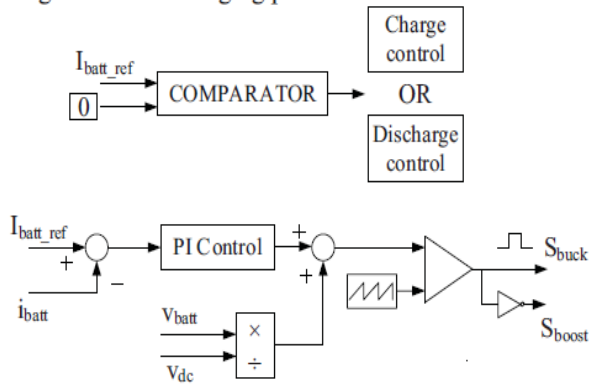 Charge
control
I_batt_ref
0
COMPARATOR
OR
Discharge
control
I_batt_ref
+
−
i_batt
PI Control
+
+
V_batt
V_dc
×
÷
S_buck
S_boost